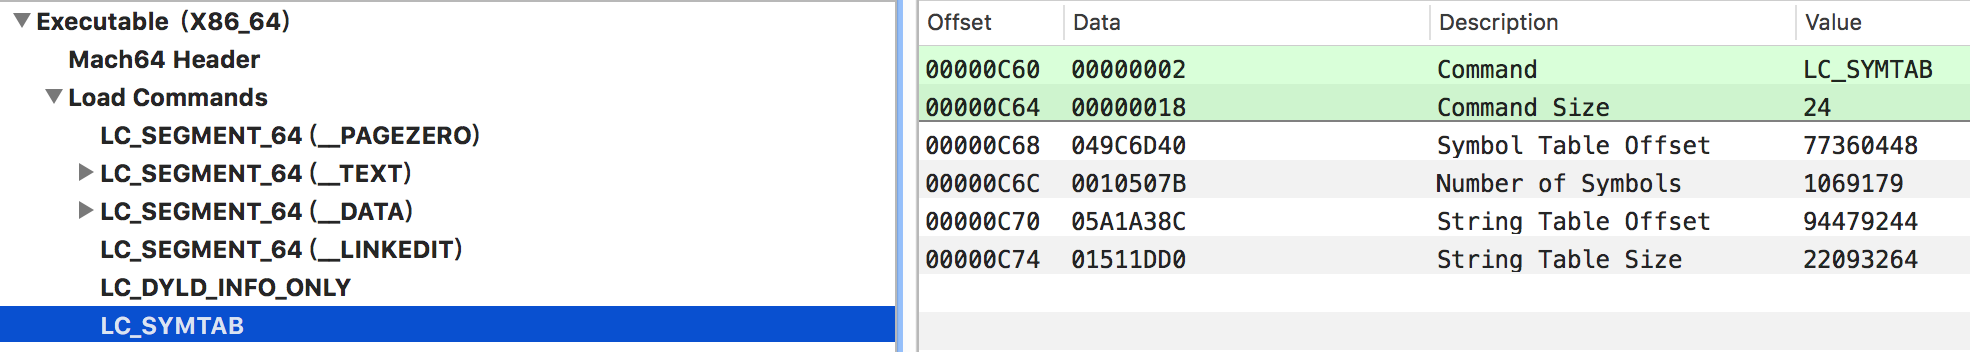 Executable (X86_64)
Mach64 Header
Load Commands
LC_SEGMENT_64 (__PAGEZERO)
LC_SEGMENT_64 (__TEXT)
LC_SEGMENT_64 (__DATA)
LC_SEGMENT_64 (__LINKEDIT)
LC_DYLD_INFO_ONLY
LC_SYMTAB
Offset Data Description Value
00000C60 00000002 Command LC_SYMTAB
00000C64 00000018 Command Size 24
00000C68 049C6D40 Symbol Table Offset 77360448
00000C6C 0010507B Number of Symbols 1069179
00000C70 05A1A38C String Table Offset 94479244
00000C74 01511DD0 String Table Size 22093264